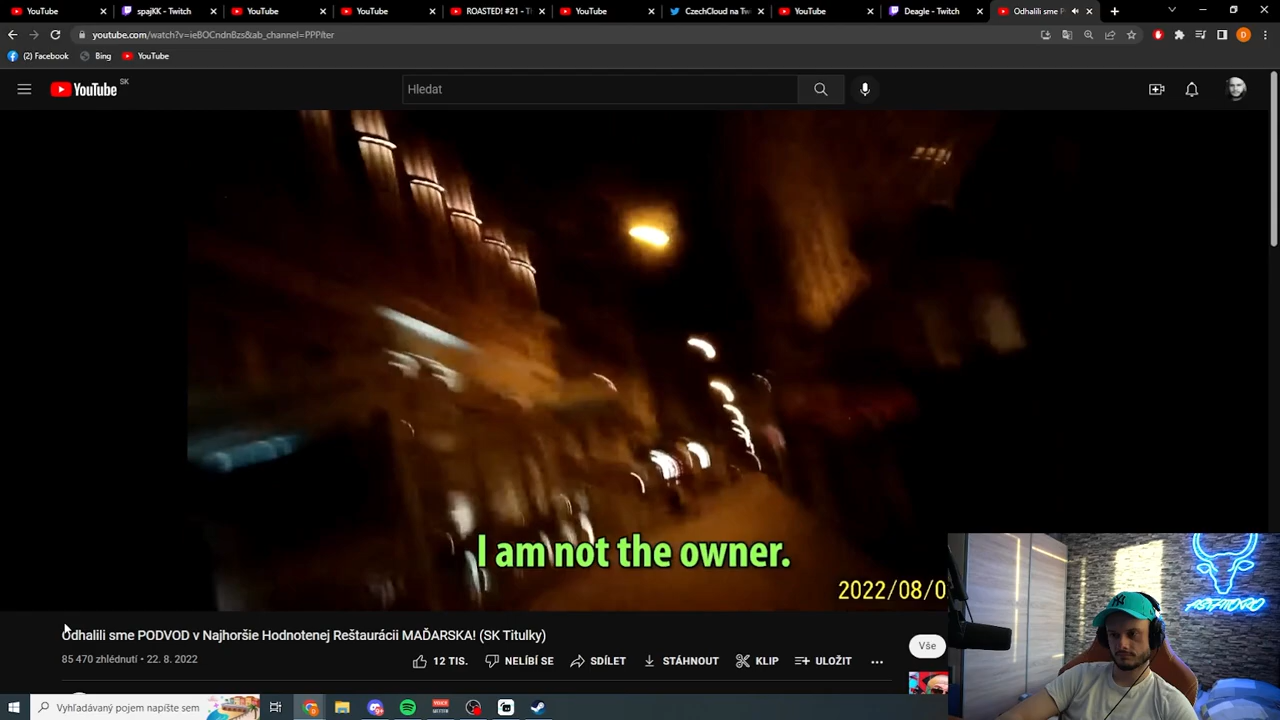 YouTube
spajKK - Twitch
YouTube
YouTube
ROASTED! #21 - T
YouTube
CzechCloud na Tw
YouTube
Deagle - Twitch
Odhalili sme P
youtube.com/watch?v=ieBOCndnBzs&ab_channel=PPPíter
(2) Facebook
Bing
YouTube
YouTube SK
Hledat
I am not the owner.
2022/08/0
Odhalili sme PODVOD v Najhoršie Hodnotenej Reštaurácii MAĎARSKA! (SK Titulky)
85 470 zhlédnutí • 22. 8. 2022
12 TIS.
NELÍBÍ SE
SDÍLET
STÁHNOUT
KLIP
ULOŽIT
Vše
Vyhľadávaný pojem napíšte sem